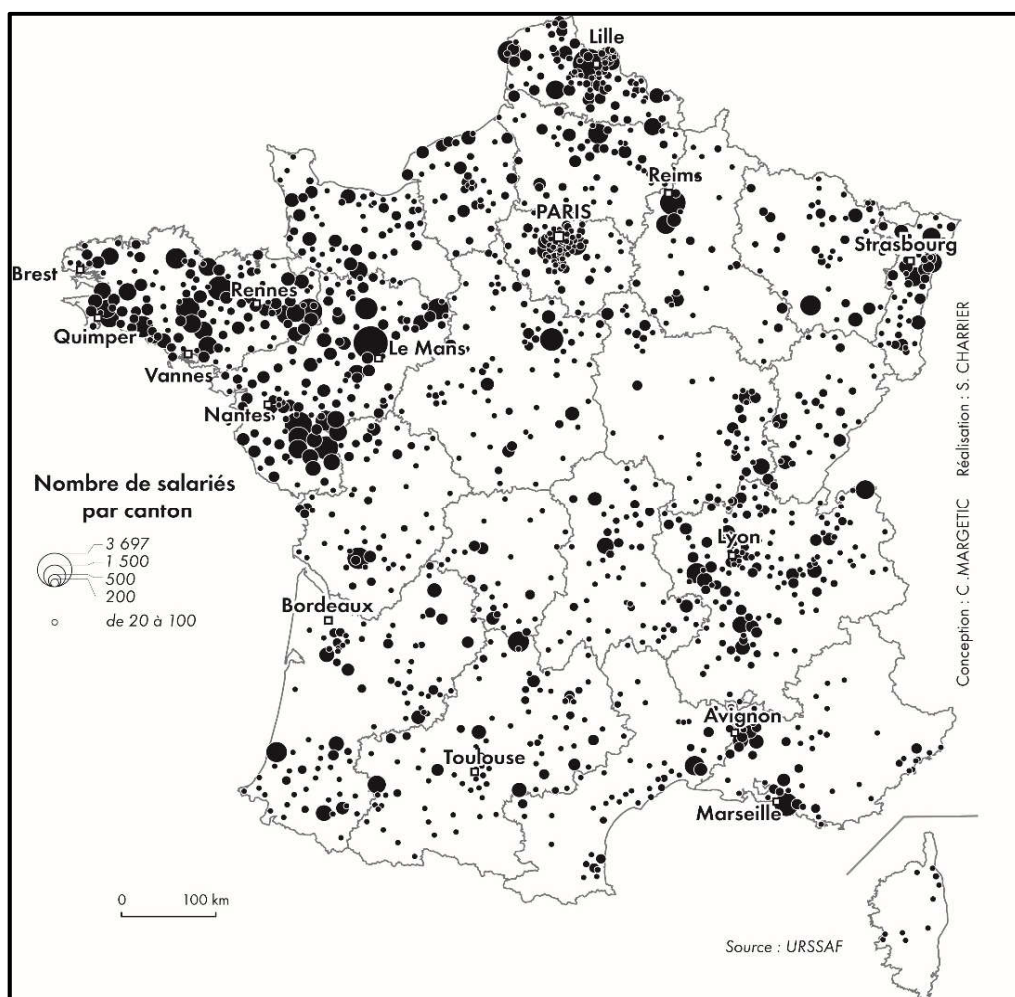 Lille
Reims
PARIS
Strasbourg
Brest
Rennes
Quimper
Le Mans
Vannes
Nantes
Nombre de salariés
par canton
3 697
1 500
500
200
de 20 à 100
Lyon
Bordeaux
Avignon
Toulouse
Marseille
0 100 km
Source : URSSAF
Conception : C .MARGETIC Réalisation : S. CHARRIER